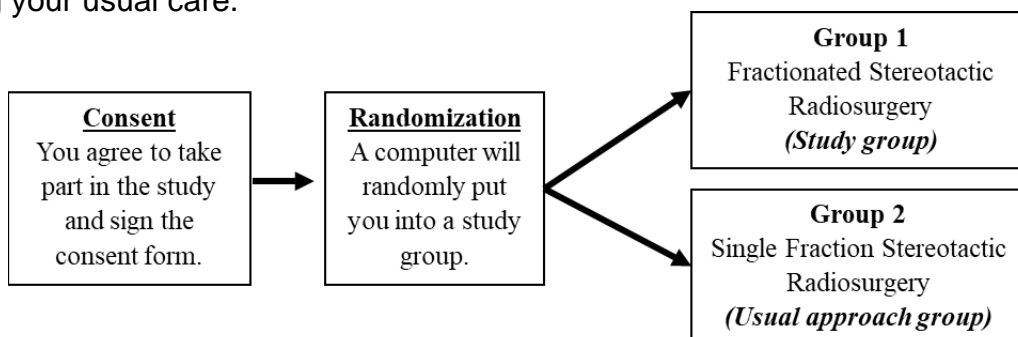 your usual care.
Consent
You agree to take
part in the study
and sign the
consent form.
Randomization
A computer will
randomly put
you into a study
group.
Group 1
Fractionated Stereotactic
Radiosurgery
(Study group)
Group 2
Single Fraction Stereotactic
Radiosurgery
(Usual approach group)